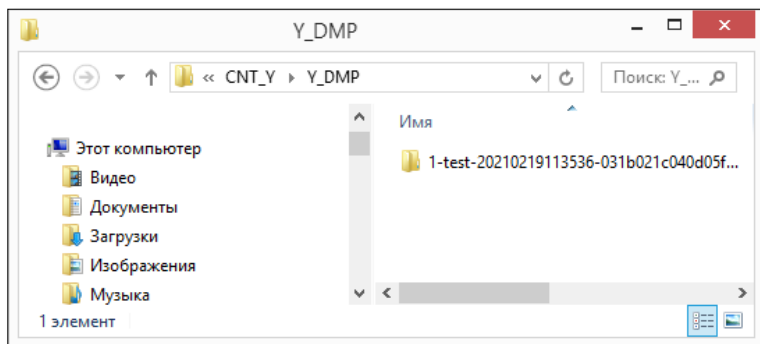 Y_DMP
« CNT_Y ▸ Y_DMP
Поиск: Y_...
Имя
1-test-20210219113536-031b021c040d05f...
Этот компьютер
Видео
Документы
Загрузки
Изображения
Музыка
1 элемент